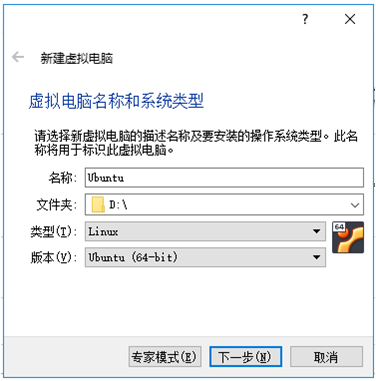 ?
新建虚拟电脑
虚拟电脑名称和系统类型
请选择新虚拟电脑的描述名称及要安装的操作系统类型。此名
称将用于标识此虚拟电脑。
名称: Ubuntu
文件夹: D:\
类型(T): Linux
64
版本(V): Ubuntu (64-bit)
专家模式(E) 下一步(N) 取消